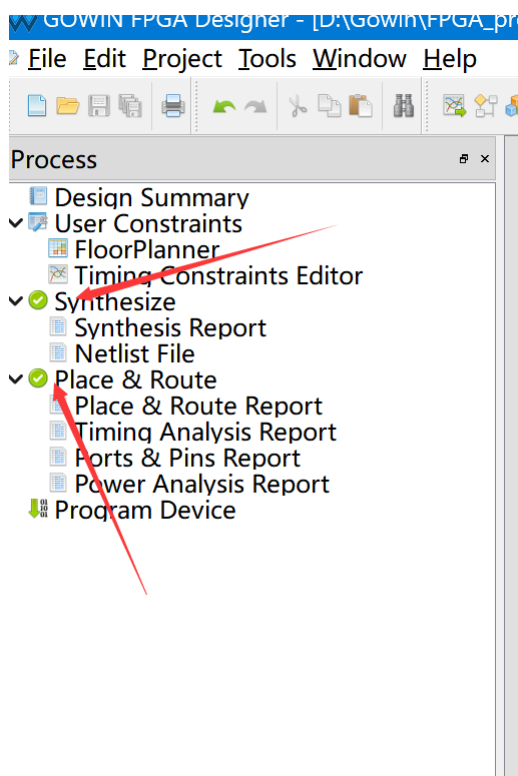 GOWIN FPGA Designer - [D:\Gowin\FPGA_pr
File Edit Project Tools Window Help
Process
Design Summary
User Constraints
FloorPlanner
Timing Constraints Editor
Synthesize
Synthesis Report
Netlist File
Place & Route
Place & Route Report
Timing Analysis Report
Ports & Pins Report
Power Analysis Report
Program Device